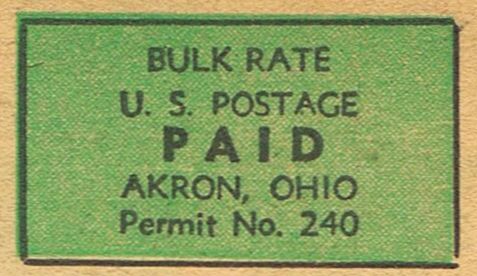 BULK RATE
U. S. POSTAGE
PAID
AKRON, OHIO
Permit No. 240